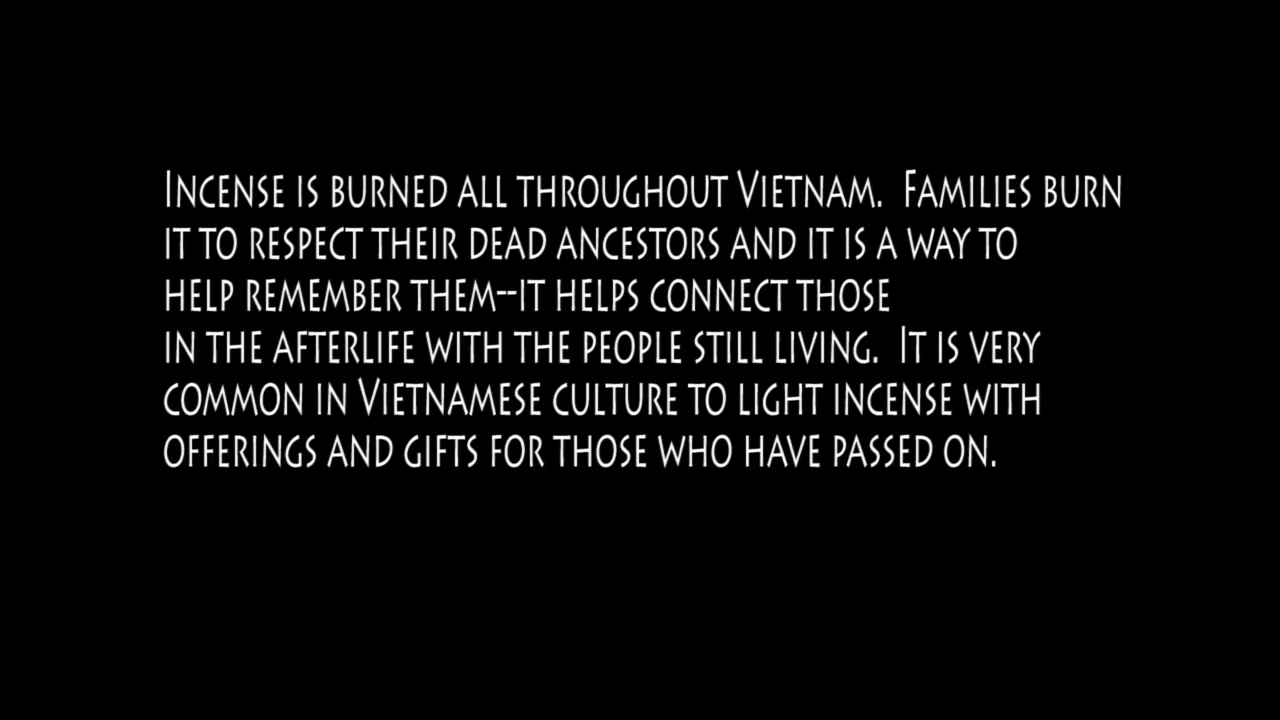 Incense is burned all throughout Vietnam.  Families burn
it to respect their dead ancestors and it is a way to
help remember them--it helps connect those
in the afterlife with the people still living.  It is very
common in Vietnamese culture to light incense with
offerings and gifts for those who have passed on.